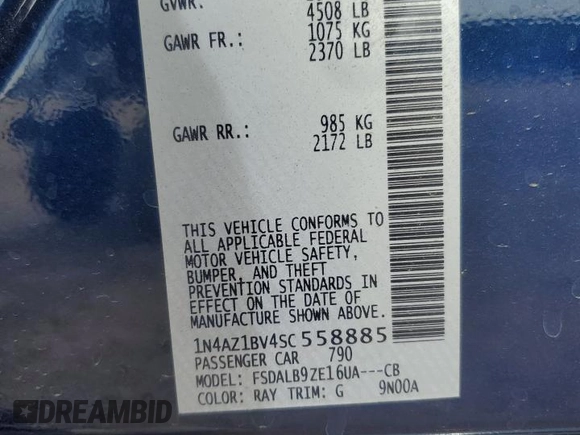 GVWR: 4508 LB
GAWR FR.: 1075 KG
2370 LB
GAWR RR.: 985 KG
2172 LB
THIS VEHICLE CONFORMS TO
ALL APPLICABLE FEDERAL
MOTOR VEHICLE SAFETY,
BUMPER, AND THEFT
PREVENTION STANDARDS IN
EFFECT ON THE DATE OF
MANUFACTURE SHOWN ABOVE.
1N4AZ1BV4SC558885
PASSENGER CAR 790
MODEL: FSDALB9ZE16UA---CB
COLOR: RAY TRIM: G 9N00A
DREAMBID